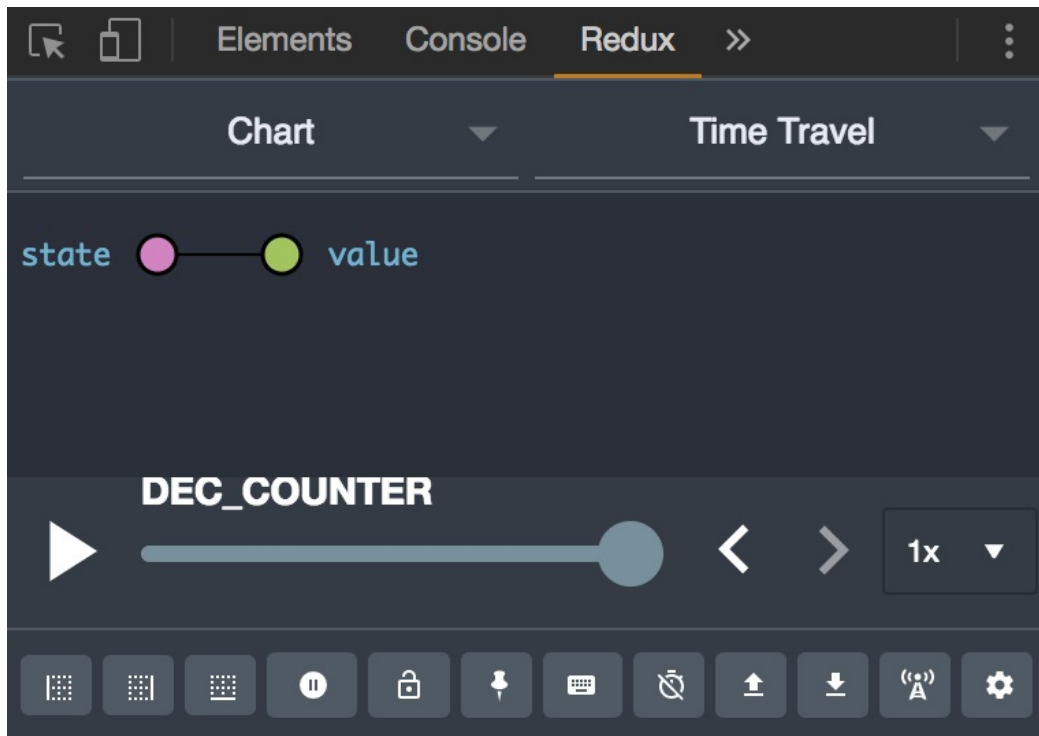 Elements Console Redux »
Chart Time Travel
state value
DEC_COUNTER
1x